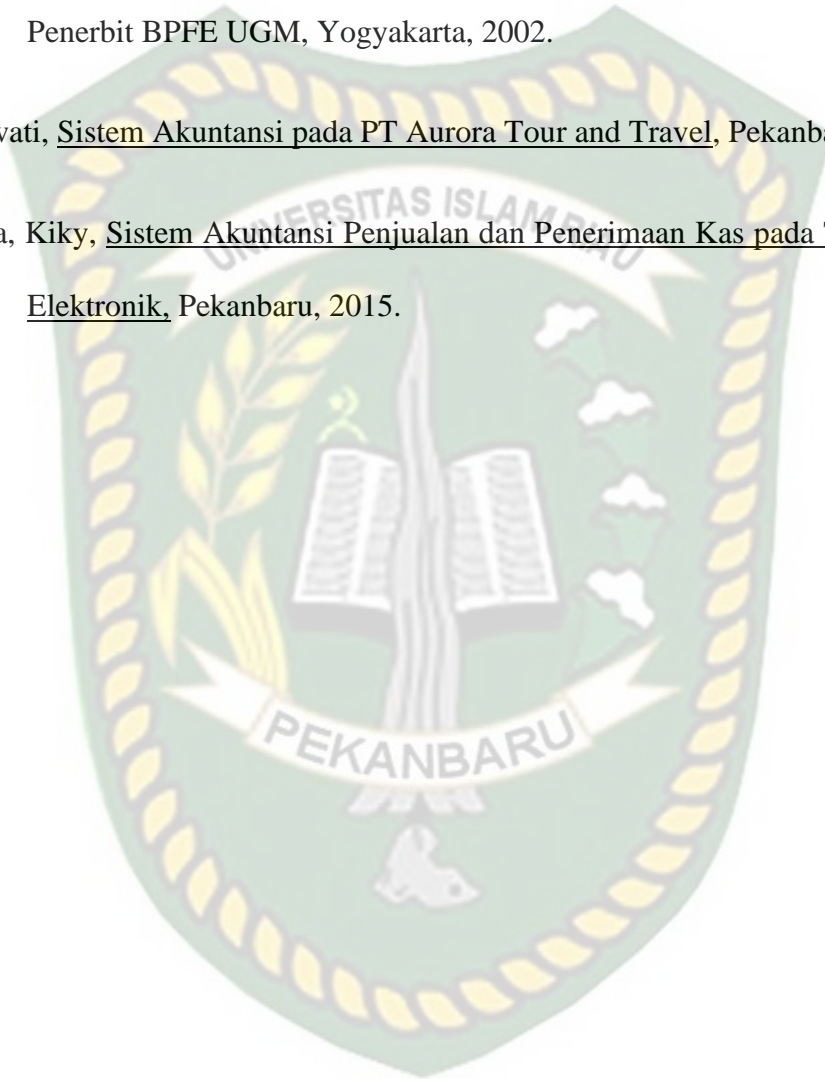 Penerbit BPFE UGM, Yogyakarta, 2002.
wati, Sistem Akuntansi pada PT Aurora Tour and Travel, Pekanba
a, Kiky, Sistem Akuntansi Penjualan dan Penerimaan Kas pada
UNIVERSITAS ISLAM RIAU
Elektronik, Pekanbaru, 2015.
PEKANBARU